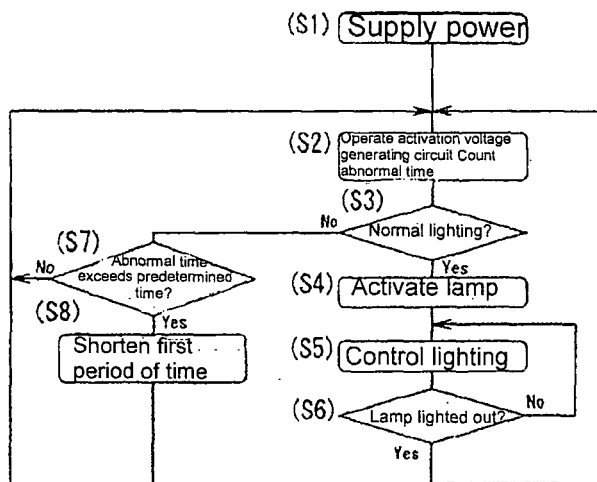 (S1) Supply power
(S2) Operate activation voltage
generating circuit Count
abnormal time
(S3)
Normal lighting?
No
Yes
(S7)
Abnormal time
exceeds predetermined
time?
No
Yes
(S4) Activate lamp
(S8)
Shorten first
period of time
(S5) Control lighting
(S6) Lamp lighted out?
No
Yes